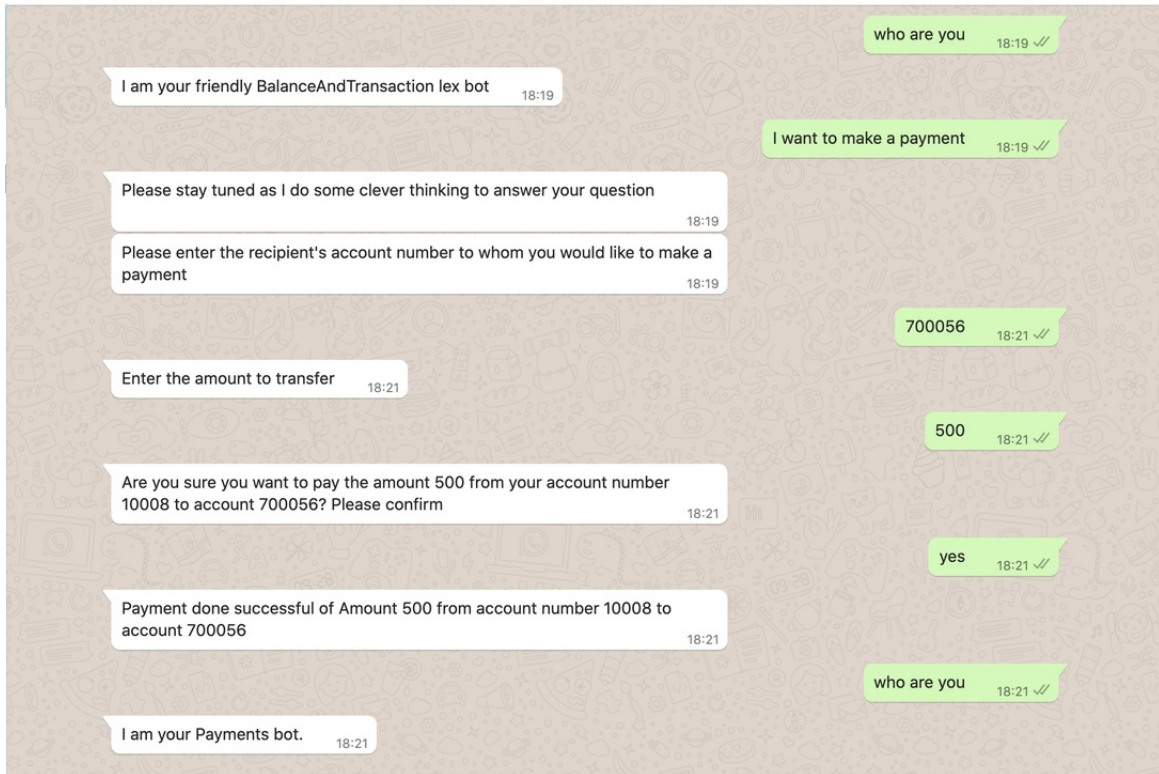 who are you
18:19
I am your friendly BalanceAndTransaction lex bot
18:19
I want to make a payment
18:19
Please stay tuned as I do some clever thinking to answer your question
18:19
Please enter the recipient's account number to whom you would like to make a
payment
18:19
700056
18:21
Enter the amount to transfer
18:21
500
18:21
Are you sure you want to pay the amount 500 from your account number
10008 to account 700056? Please confirm
18:21
yes
18:21
Payment done successful of Amount 500 from account number 10008 to
account 700056
18:21
who are you
18:21
I am your Payments bot.
18:21